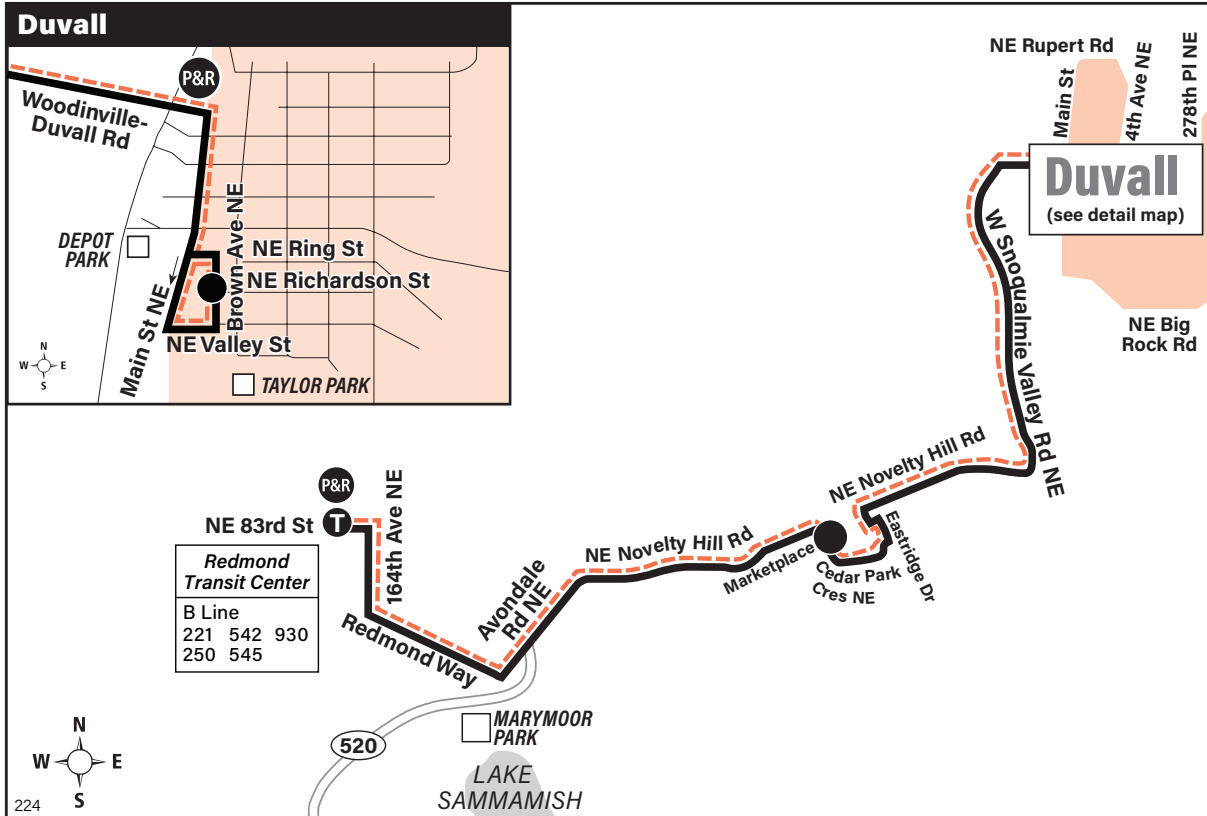 Duvall
P&R
Woodinville-
Duvall Rd
DEPOT
PARK
Brown Ave NE
NE Ring St
NE Richardson St
Main St NE
NE Valley St
TAYLOR PARK
N
W E
S
NE Rupert Rd
Main St
4th Ave NE
278th Pl NE
Duvall
(see detail map)
W Snoqualmie Valley Rd NE
NE Big
Rock Rd
P&R
NE 83rd St
T
164th Ave NE
Redmond
Transit Center
B Line
221 542 930
250 545
Redmond Way
Avondale
Rd NE
NE Novelty Hill Rd
Marketplace
Cedar Park
Cres NE
Eastridge Dr
NE Novelty Hill Rd
520
MARYMOOR
PARK
LAKE
SAMMAMISH
N
W E
S
224